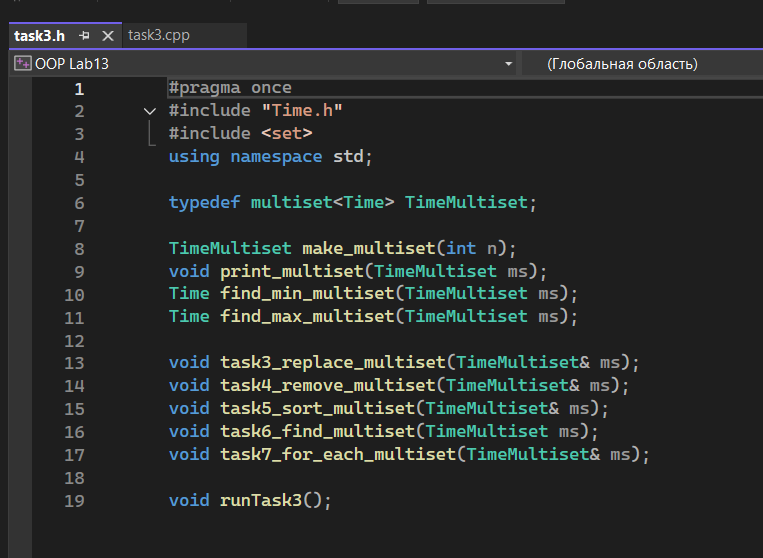 task3.h task3.cpp
OOP Lab13 (Глобальная область)
1 #pragma once
2 #include "Time.h"
3 #include <set>
4 using namespace std;
5
6 typedef multiset<Time> TimeMultiset;
7
8 TimeMultiset make_multiset(int n);
9 void print_multiset(TimeMultiset ms);
10 Time find_min_multiset(TimeMultiset ms);
11 Time find_max_multiset(TimeMultiset ms);
12
13 void task3_replace_multiset(TimeMultiset& ms);
14 void task4_remove_multiset(TimeMultiset& ms);
15 void task5_sort_multiset(TimeMultiset& ms);
16 void task6_find_multiset(TimeMultiset ms);
17 void task7_for_each_multiset(TimeMultiset& ms);
18
19 void runTask3();